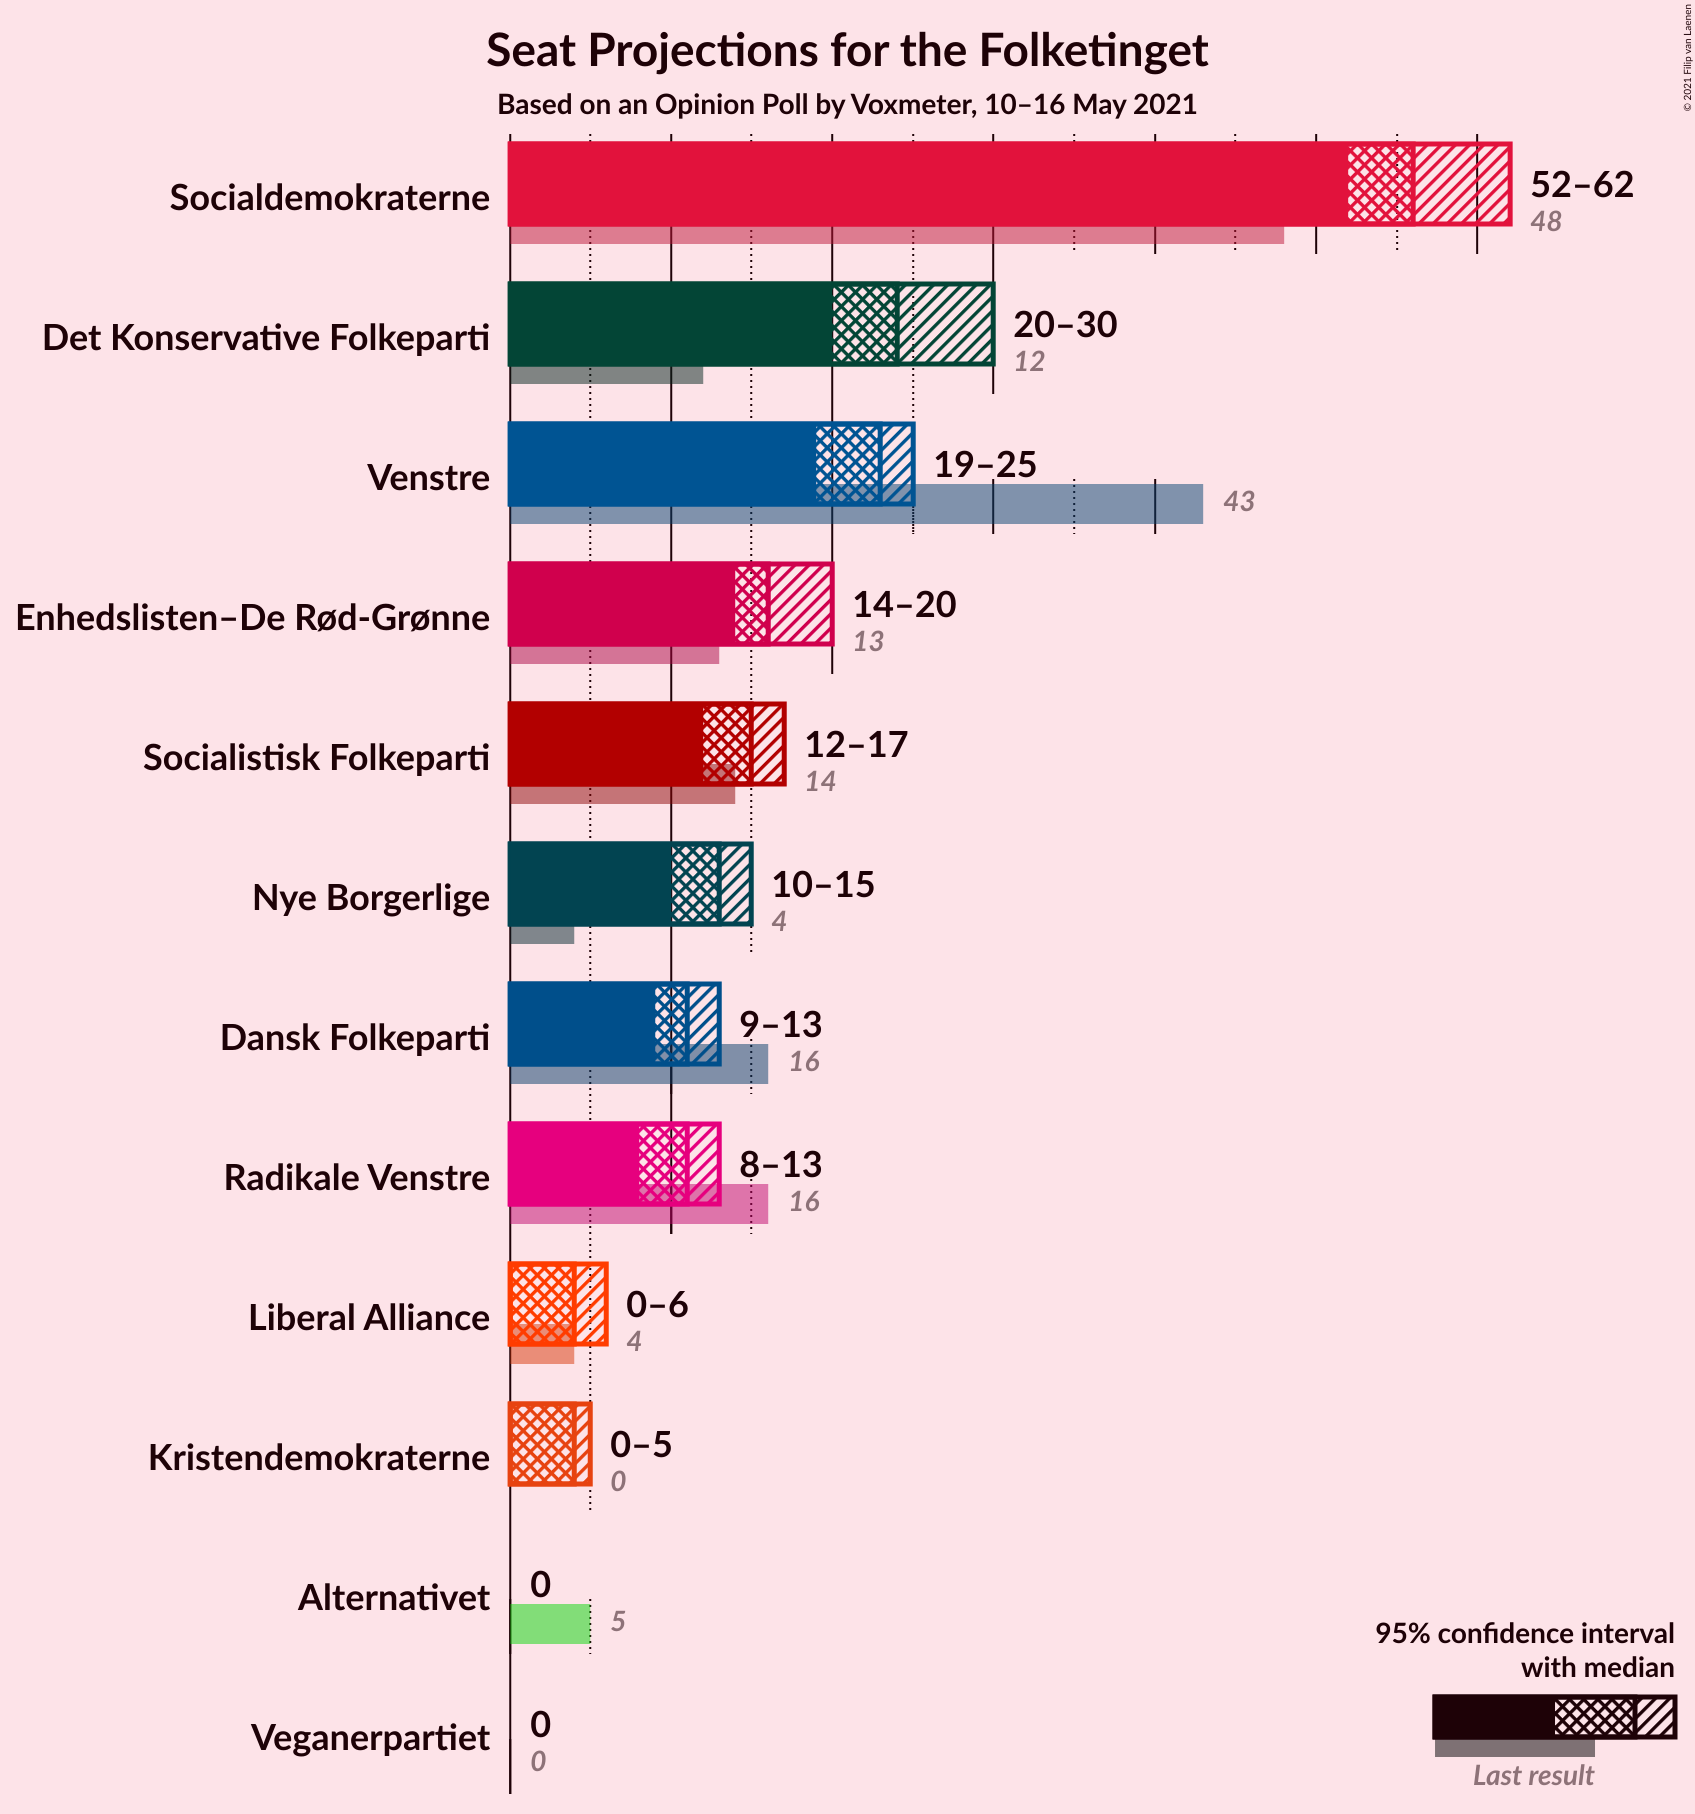 Seat Projections for the Folketinget
Based on an Opinion Poll by Voxmeter, 10–16 May 2021
© 2021 Filip van Laenen
Socialdemokraterne
52–62
48
Det Konservative Folkeparti
20–30
12
Venstre
19–25
43
Enhedslisten–De Rød-Grønne
14–20
13
Socialistisk Folkeparti
12–17
14
Nye Borgerlige
10–15
4
Dansk Folkeparti
9–13
16
Radikale Venstre
8–13
16
Liberal Alliance
0–6
4
Kristendemokraterne
0–5
0
Alternativet
0
5
Veganerpartiet
0
0
95% confidence interval
with median
Last result